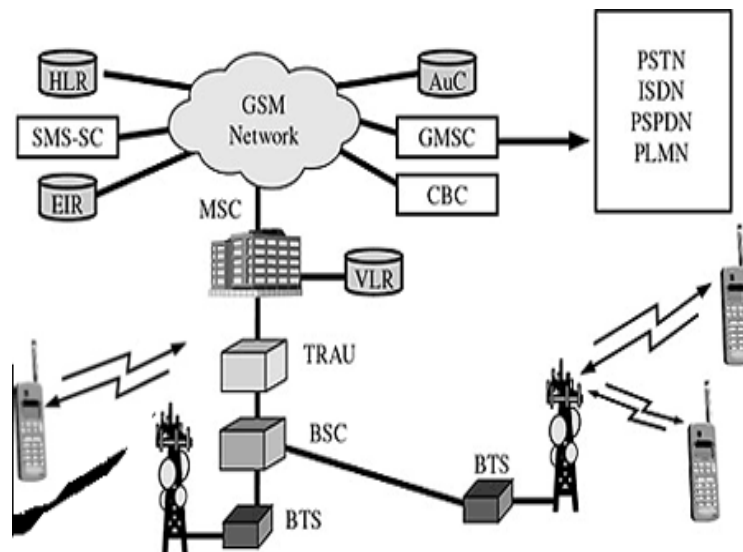 HLR
AuC
GSM
Network
SMS-SC
GMSC
EIR
CBC
PSTN
ISDN
PSPDN
PLMN
MSC
VLR
TRAU
BSC
BTS
BTS